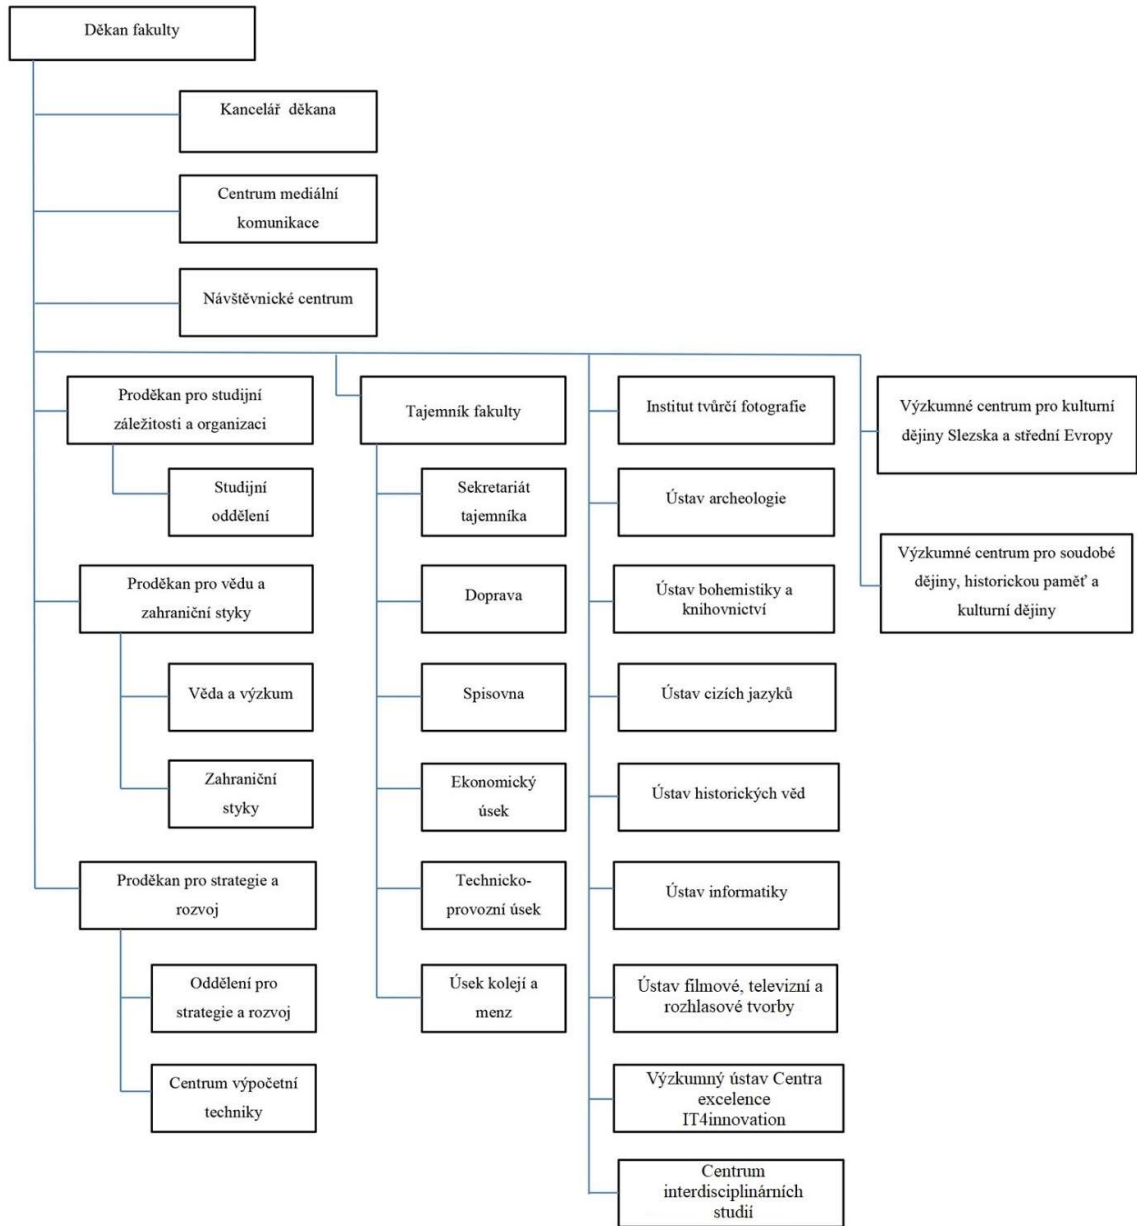 Děkan fakulty
Kancelář děkana
Centrum mediální
komunikace
Návštěvnické centrum
Proděkan pro studijní
záležitosti a organizaci
Studijní
oddělení
Proděkan pro vědu a
zahraniční styky
Věda a výzkum
Zahraniční
styky
Proděkan pro strategie a
rozvoj
Oddělení pro
strategie a rozvoj
Centrum výpočetní
techniky
Tajemník fakulty
Sekretariát
tajemníka
Doprava
Spisovna
Ekonomický
úsek
Technicko-
provozní úsek
Úsek kolejí a
menz
Institut tvůrčí fotografie
Ústav archeologie
Ústav bohemistiky a
knihovnictví
Ústav cizích jazyků
Ústav historických věd
Ústav informatiky
Ústav filmové, televizní a
rozhlasové tvorby
Výzkumný ústav Centra
excelence
IT4innovation
Centrum
interdisciplinárních
studií
Výzkumné centrum pro kulturní
dějiny Slezska a střední Evropy
Výzkumné centrum pro soudobé
dějiny, historickou paměť a
kulturní dějiny